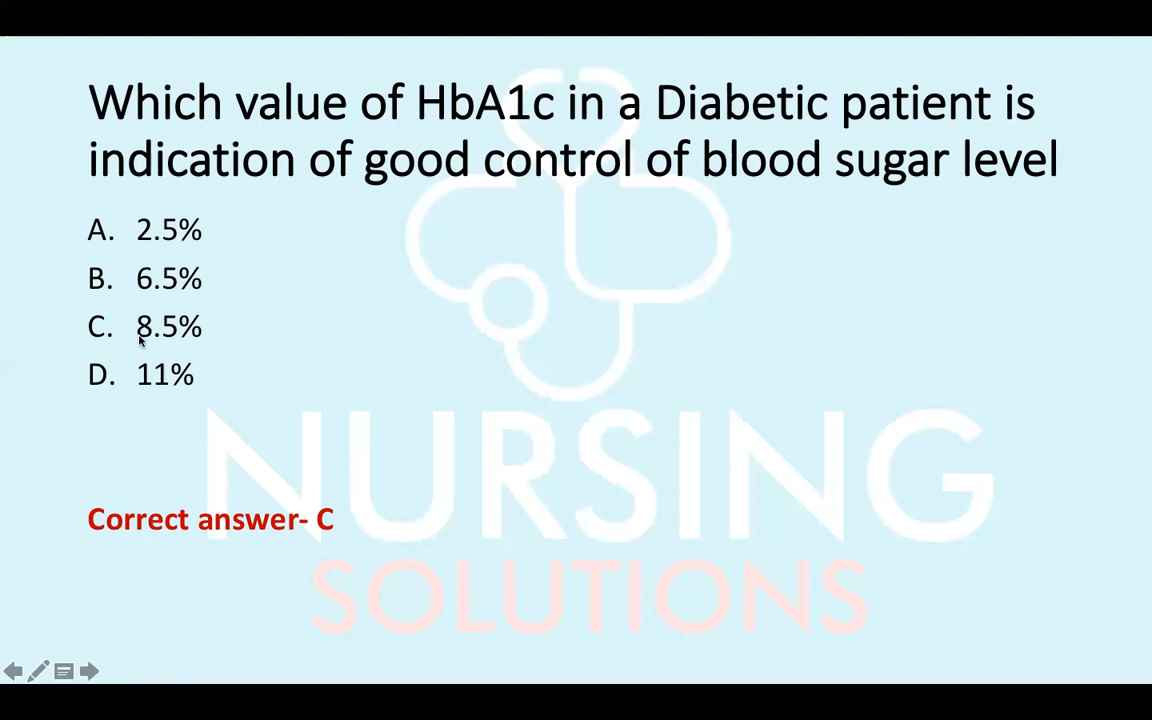 Which value of HbA1c in a Diabetic patient is
indication of good control of blood sugar level
A. 2.5%
B. 6.5%
C. 8.5%
D. 11%
Correct answer- C
NURSING
SOLUTIONS